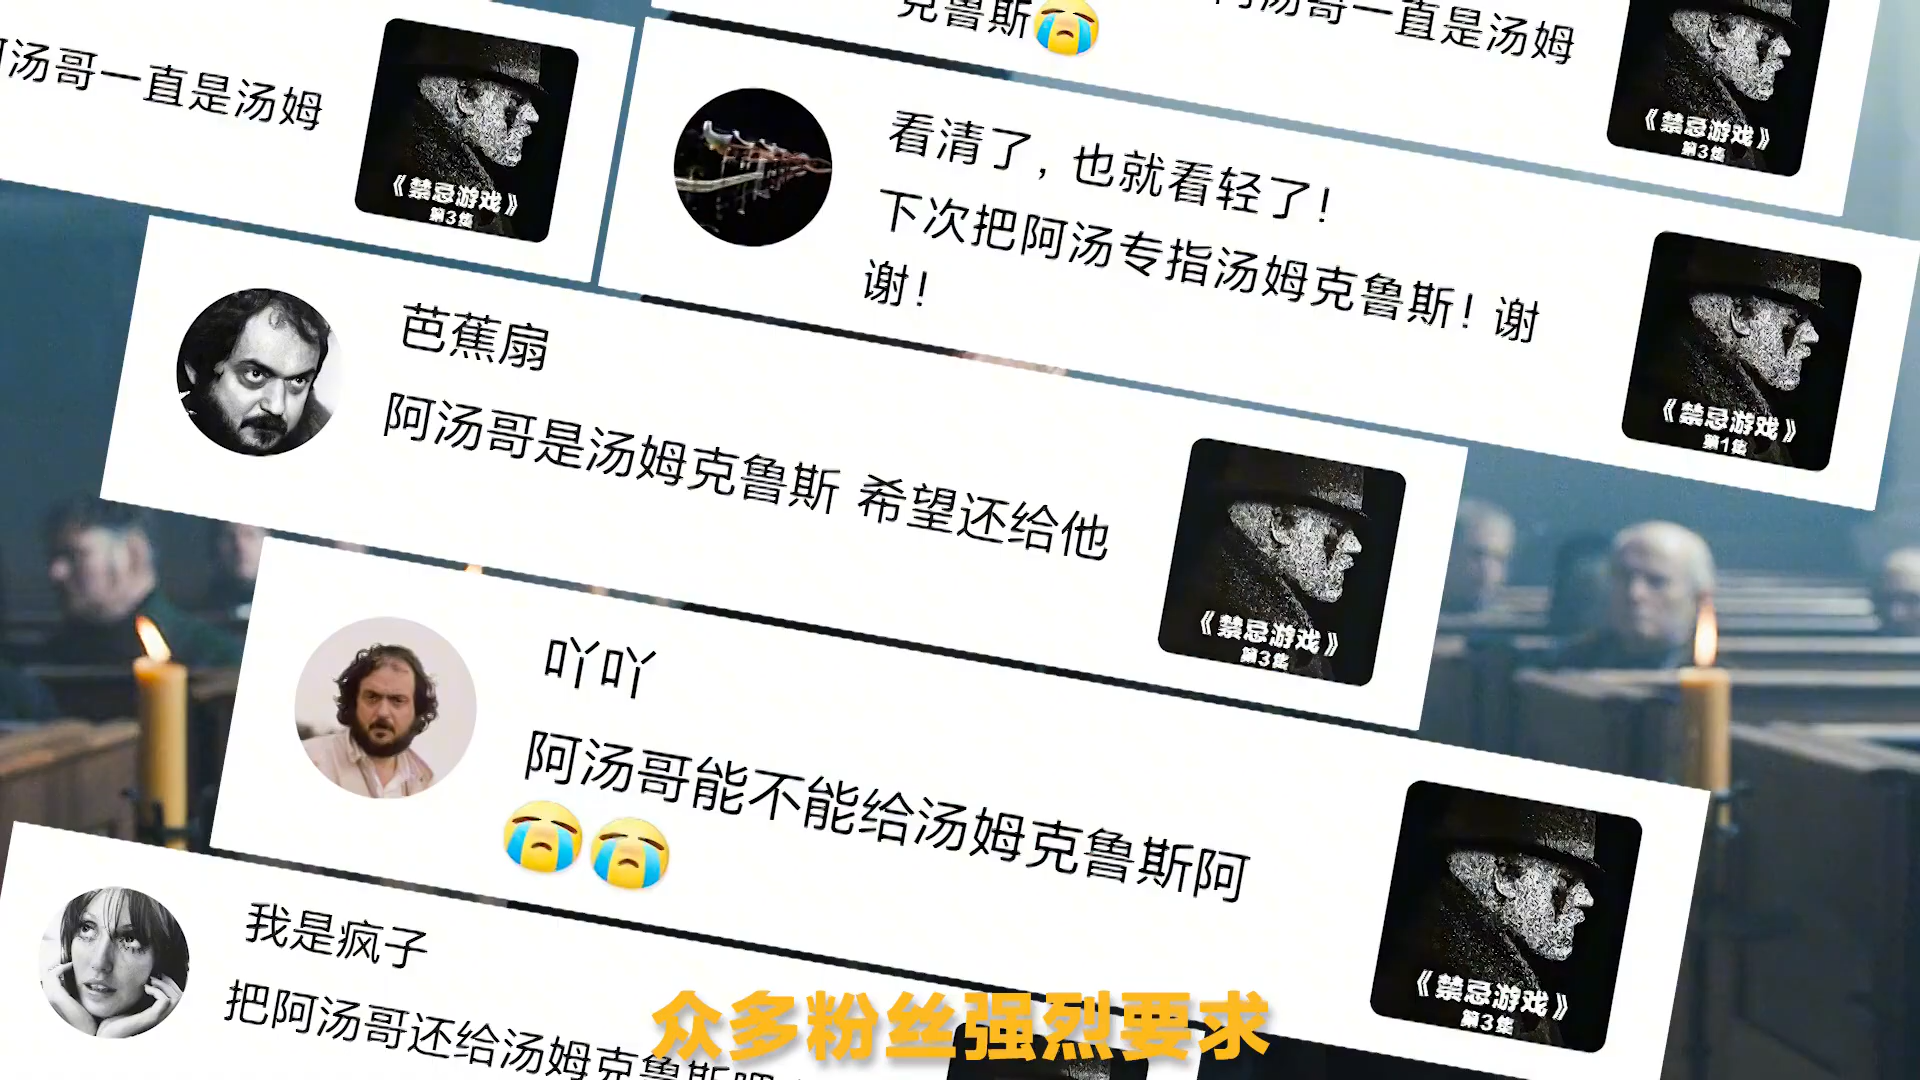 克鲁斯😭
阿汤哥一直是汤姆
《禁忌游戏》
第3集
汤哥一直是汤姆
《禁忌游戏》
第3集
看清了，也就看轻了！
下次把阿汤专指汤姆克鲁斯！谢
谢！
《禁忌游戏》
第1集
芭蕉扇
阿汤哥是汤姆克鲁斯 希望还给他
《禁忌游戏》
第3集
吖吖
阿汤哥能不能给汤姆克鲁斯阿
😭😭
《禁忌游戏》
第3集
我是疯子
把阿汤哥还给汤姆克鲁斯吧
众多粉丝强烈要求